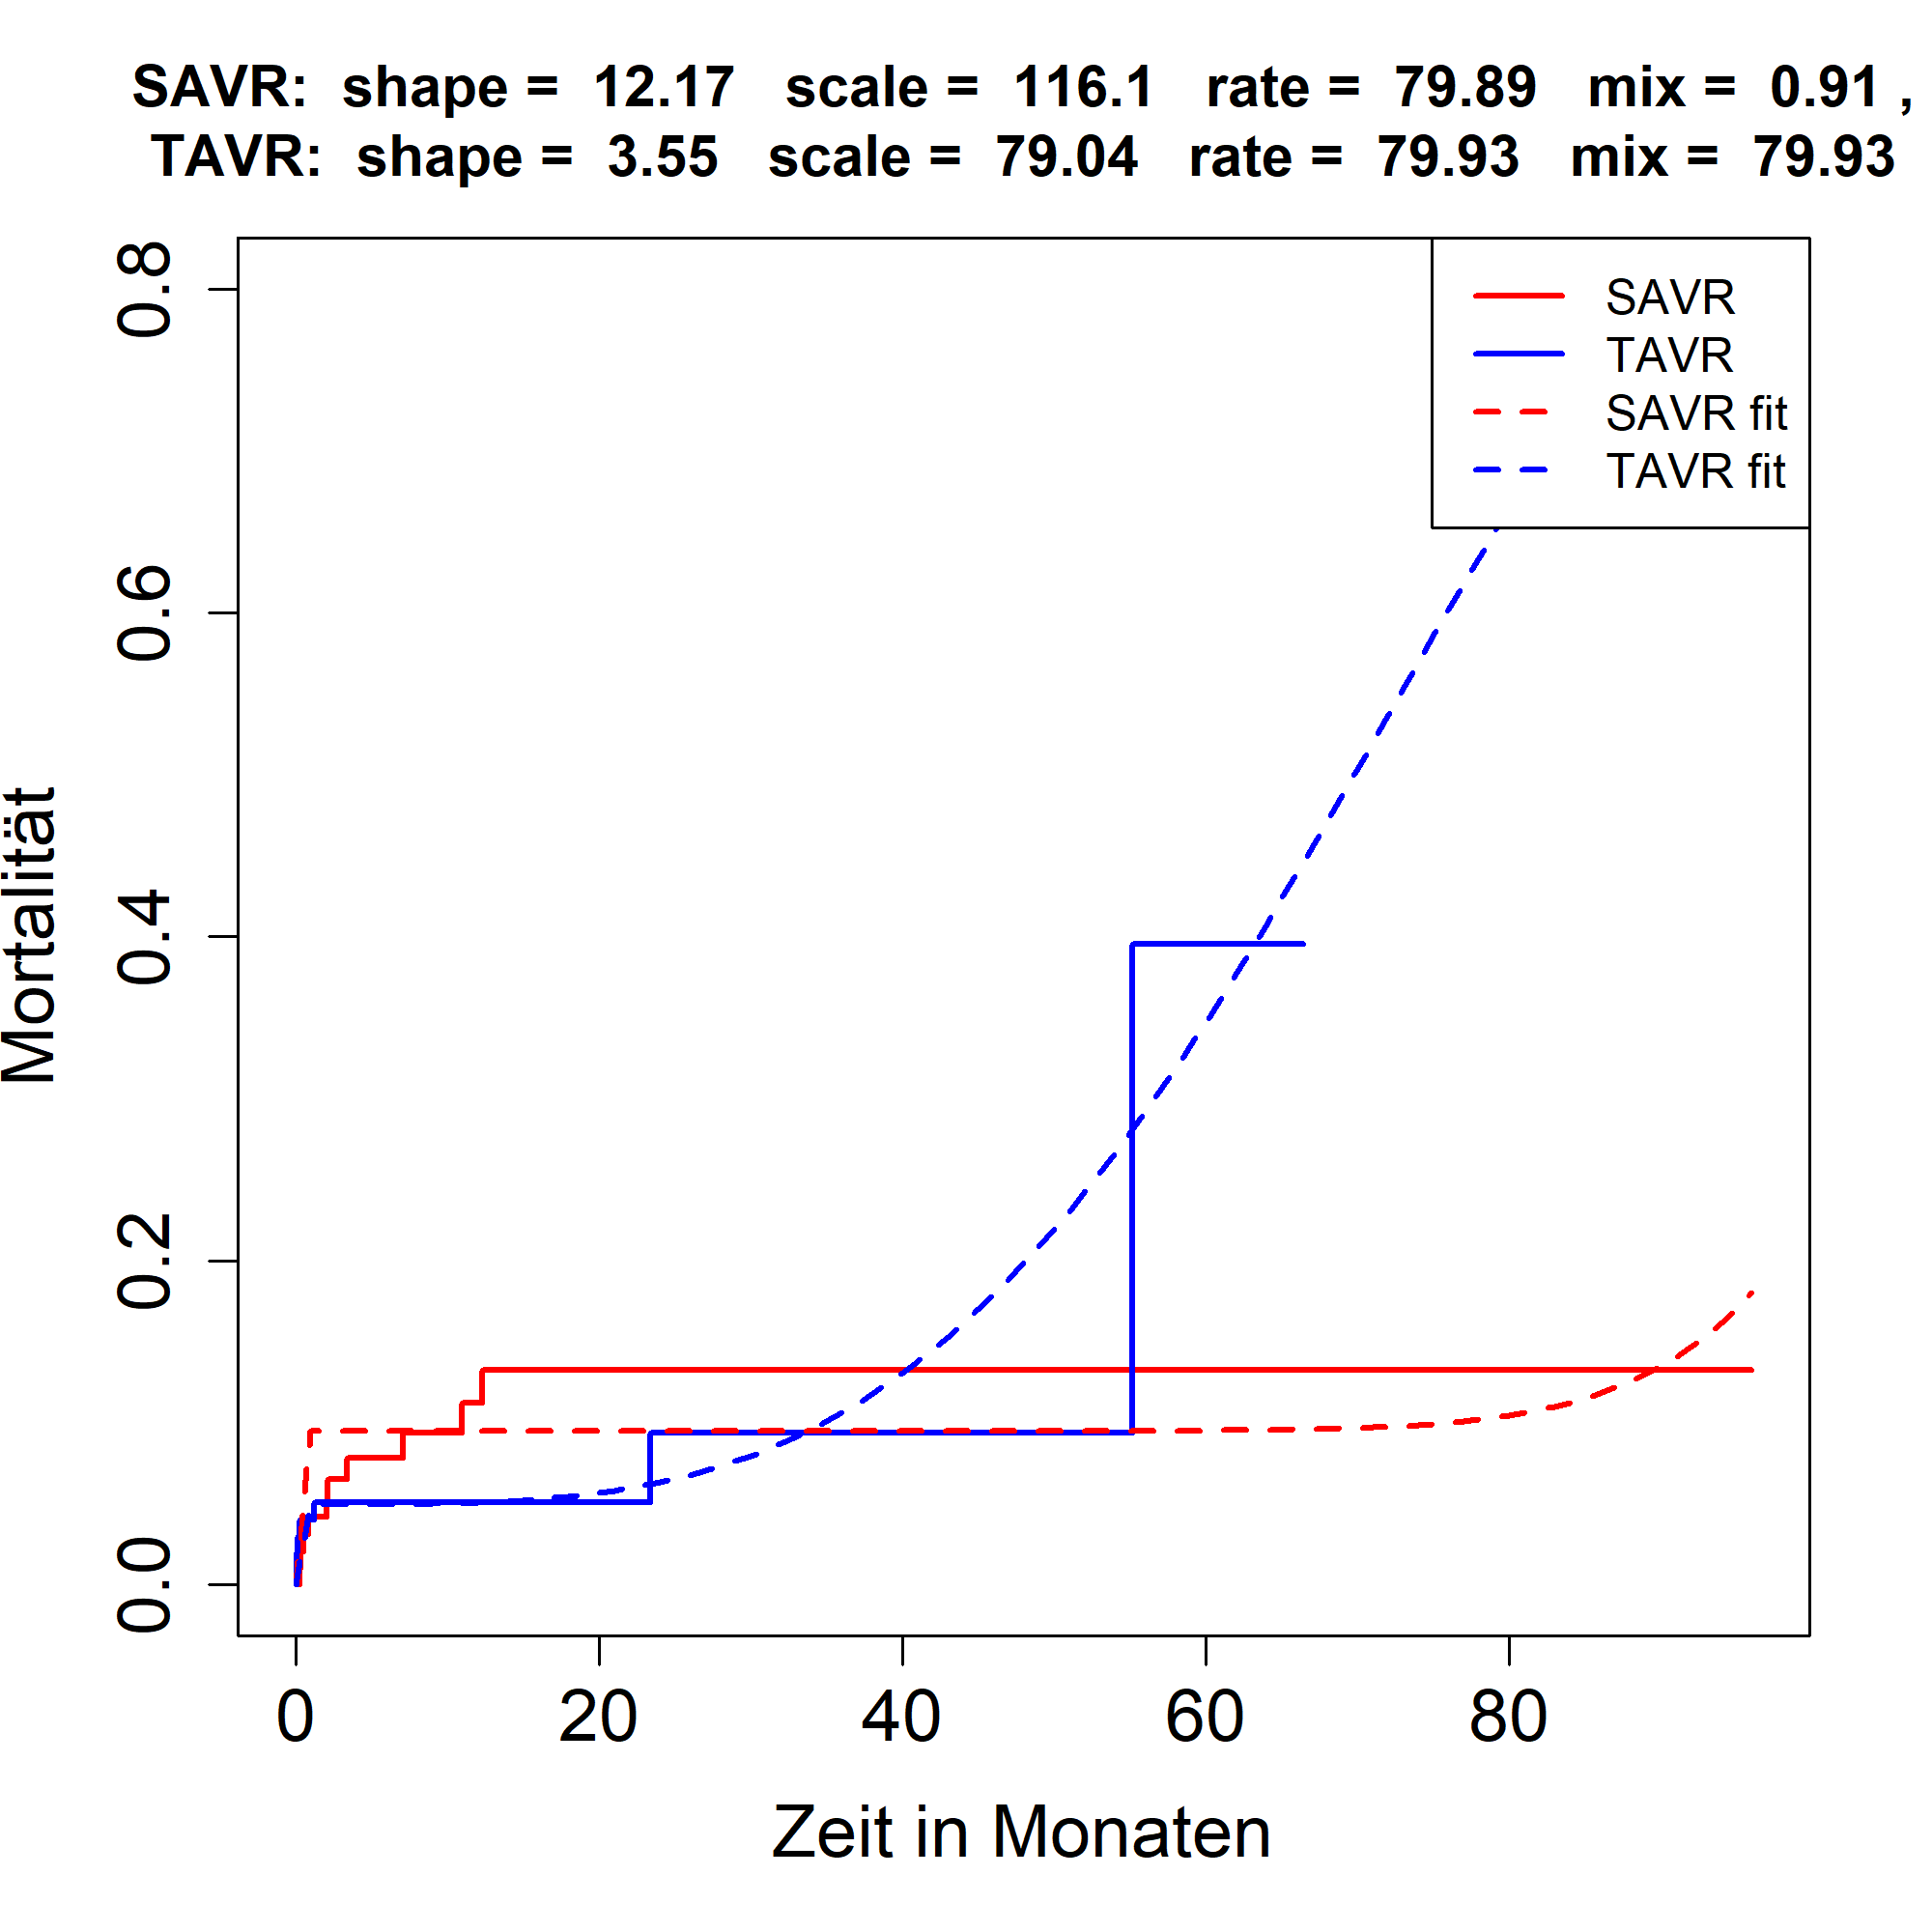 SAVR: shape = 12.17 scale = 116.1 rate = 79.89 mix = 0.91 ,
TAVR: shape = 3.55 scale = 79.04 rate = 79.93 mix = 79.93
SAVR
TAVR
SAVR fit
TAVR fit
Mortalität
0.8
0.6
0.4
0.2
0.0
0 20 40 60 80
Zeit in Monaten